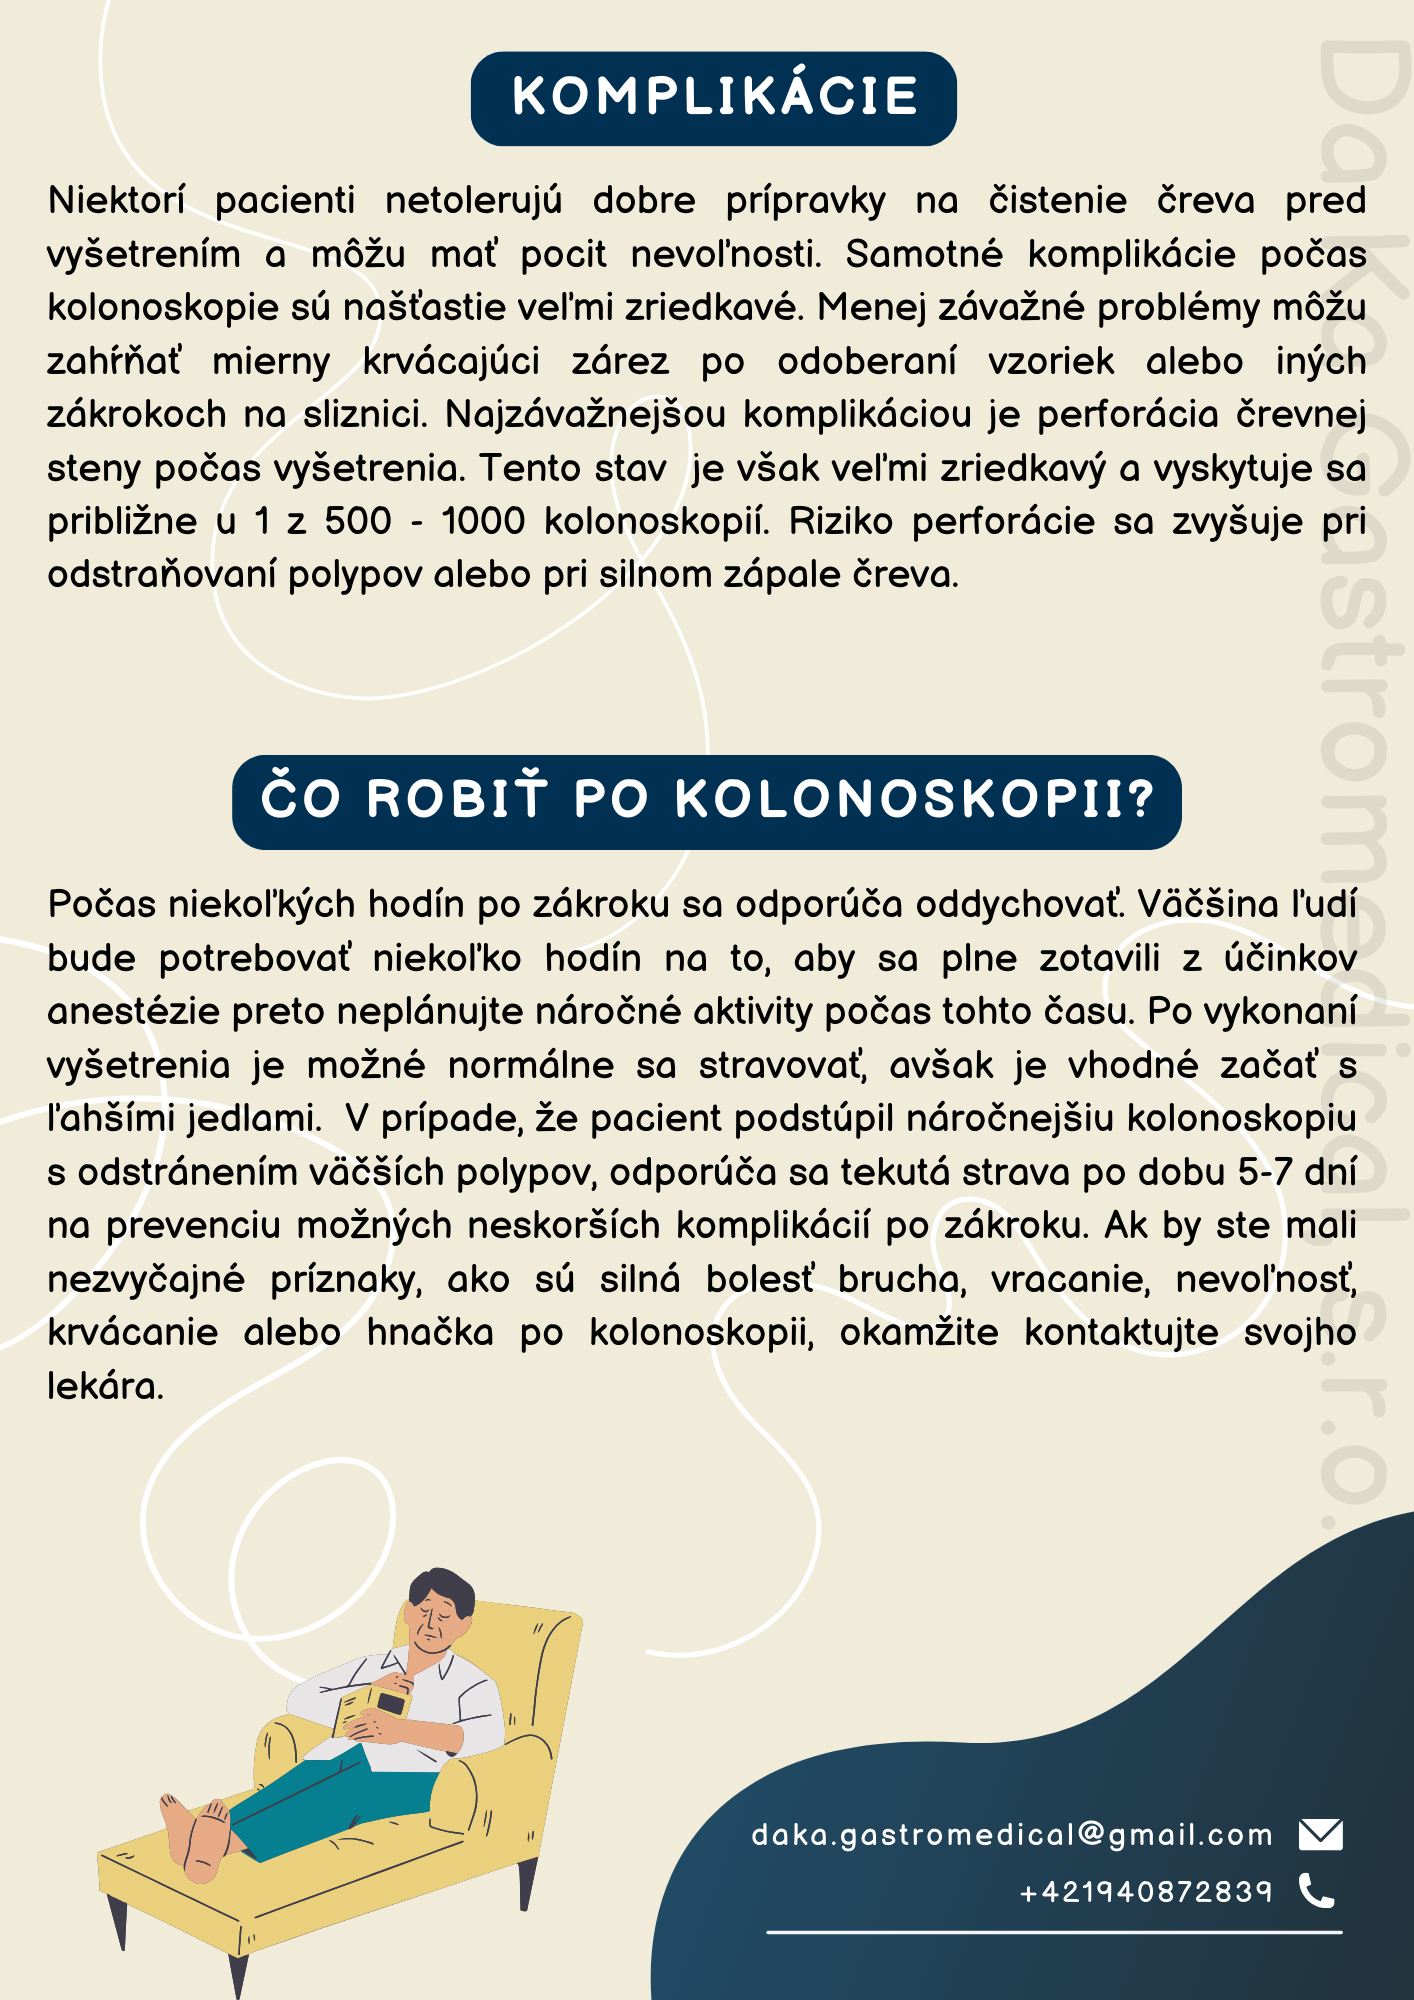 KOMPLIKÁCIE
Niektorí pacienti netolerujú dobre prípravky na čistenie čreva pred
vyšetrením a môžu mať pocit nevoľnosti. Samotné komplikácie počas
kolonoskopie sú našťastie veľmi zriedkavé. Menej závažné problémy môžu
zahŕňať mierny krvácajúci zárez po odoberaní vzoriek alebo iných
zákrokoch na sliznici. Najzávažnejšou komplikáciou je perforácia črevnej
steny počas vyšetrenia. Tento stav  je však veľmi zriedkavý a vyskytuje sa
približne u 1 z 500 - 1000 kolonoskopií. Riziko perforácie sa zvyšuje pri
odstraňovaní polypov alebo pri silnom zápale čreva.
ČO ROBIŤ PO KOLONOSKOPII?
Počas niekoľkých hodín po zákroku sa odporúča oddychovať. Väčšina ľudí
bude potrebovať niekoľko hodín na to, aby sa plne zotavili z účinkov
anestézie preto neplánujte náročné aktivity počas tohto času. Po vykonaní
vyšetrenia je možné normálne sa stravovať, avšak je vhodné začať s
ľahšími jedlami.  V prípade, že pacient podstúpil náročnejšiu kolonoskopiu
s odstránením väčších polypov, odporúča sa tekutá strava po dobu 5-7 dní
na prevenciu možných neskorších komplikácií po zákroku. Ak by ste mali
nezvyčajné príznaky, ako sú silná bolesť brucha, vracanie, nevoľnosť,
krvácanie alebo hnačka po kolonoskopii, okamžite kontaktujte svojho
lekára.
DaKa Gastromedical, s.r.o.
daka.gastromedical@gmail.com
+421940872839